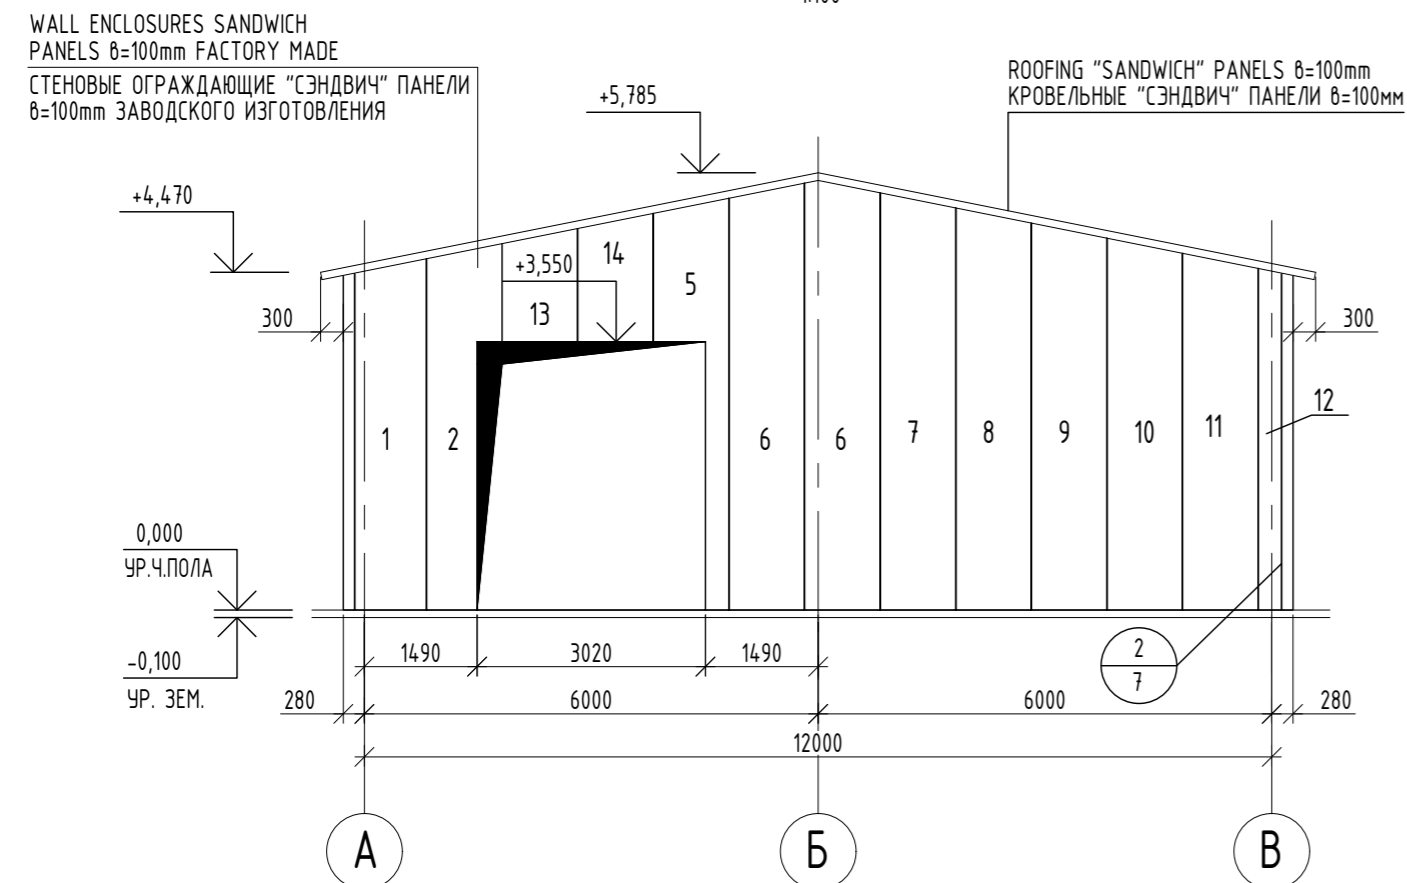 WALL ENCLOSURES SANDWICH
PANELS б=100mm FACTORY MADE
СТЕНОВЫЕ ОГРАЖДАЮЩИЕ "СЭНДВИЧ" ПАНЕЛИ
б=100mm ЗАВОДСКОГО ИЗГОТОВЛЕНИЯ
ROOFING "SANDWICH" PANELS б=100mm
КРОВЕЛЬНЫЕ "СЭНДВИЧ" ПАНЕЛИ б=100мм
+5,785
+4,470
+3,550
14
13
5
300
300
12
1
2
6
6
7
8
9
10
11
0,000
УР.Ч.ПОЛА
-0,100
УР. ЗЕМ.
1490
3020
1490
2
7
280
6000
6000
280
12000
А
Б
В